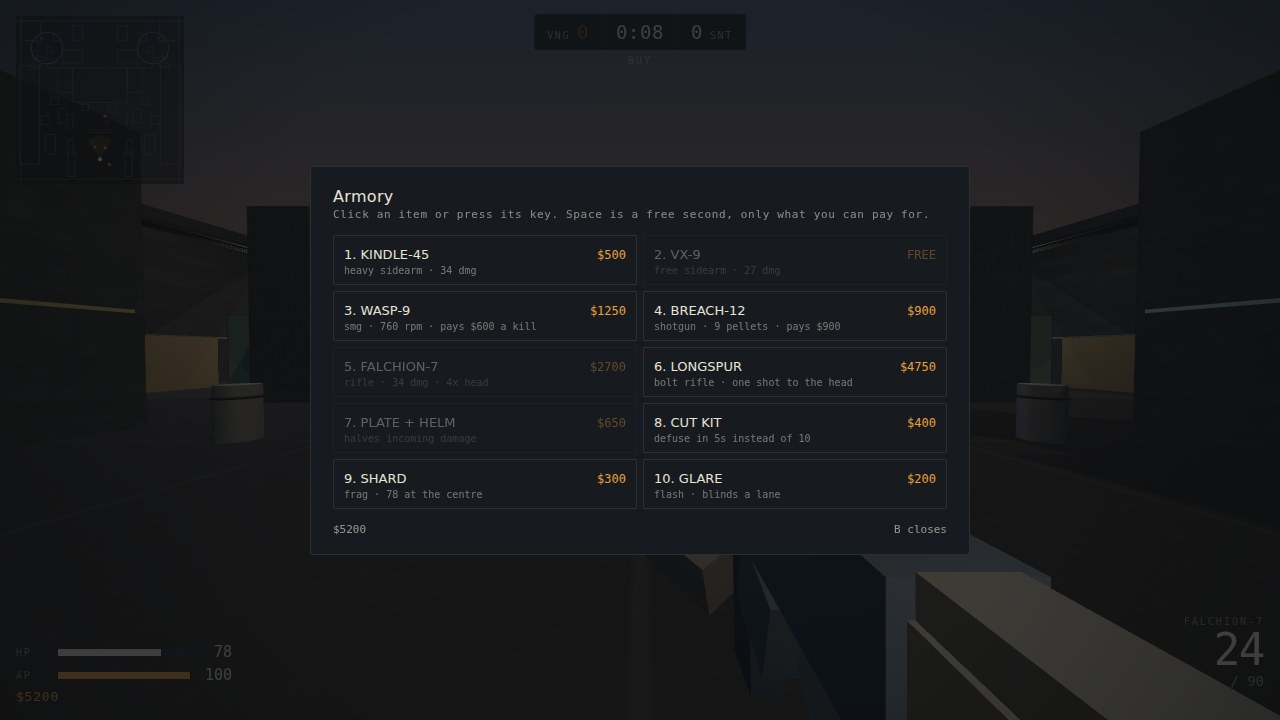 VNG 0 0:08 0 SNT
BUY
Armory
Click an item or press its key. Space is a free second, only what you can pay for.
1. KINDLE-45 $500
heavy sidearm · 34 dmg
2. VX-9 FREE
free sidearm · 27 dmg
3. WASP-9 $1250
smg · 760 rpm · pays $600 a kill
4. BREACH-12 $900
shotgun · 9 pellets · pays $900
5. FALCHION-7 $2700
rifle · 34 dmg · 4x head
6. LONGSPUR $4750
bolt rifle · one shot to the head
7. PLATE + HELM $650
halves incoming damage
8. CUT KIT $400
defuse in 5s instead of 10
9. SHARD $300
frag · 78 at the centre
10. GLARE $200
flash · blinds a lane
$5200 B closes
HP 78
AP 100
$5200
FALCHION-7
24
/ 90